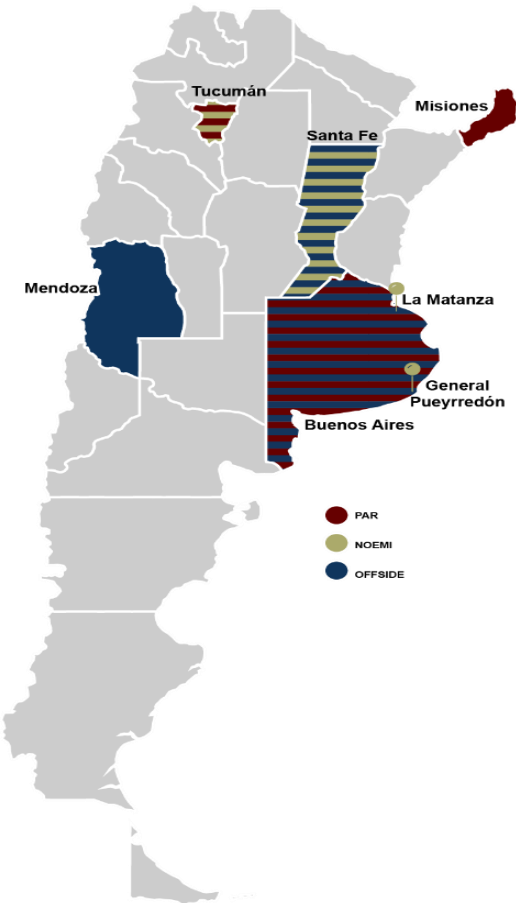 Tucumán
Misiones
Santa Fe
Mendoza
La Matanza
General
Pueyrredón
Buenos Aires
PAR
NOEMI
OFFSIDE